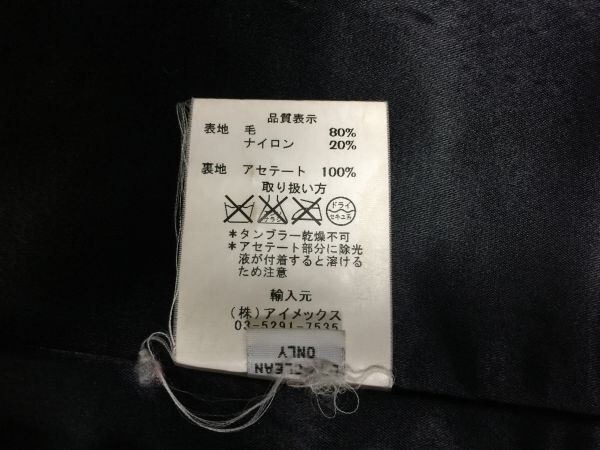 品質表示
表地 毛 80%
ナイロン 20%
裏地 アセテート 100%
取り扱い方
ドライ
セキユ系
*タンブラー乾燥不可
*アセテート部分に除光
液が付着すると溶ける
ため注意
輸入元
(株)アイメックス
03-5291-7535
CLEAN
ONLY